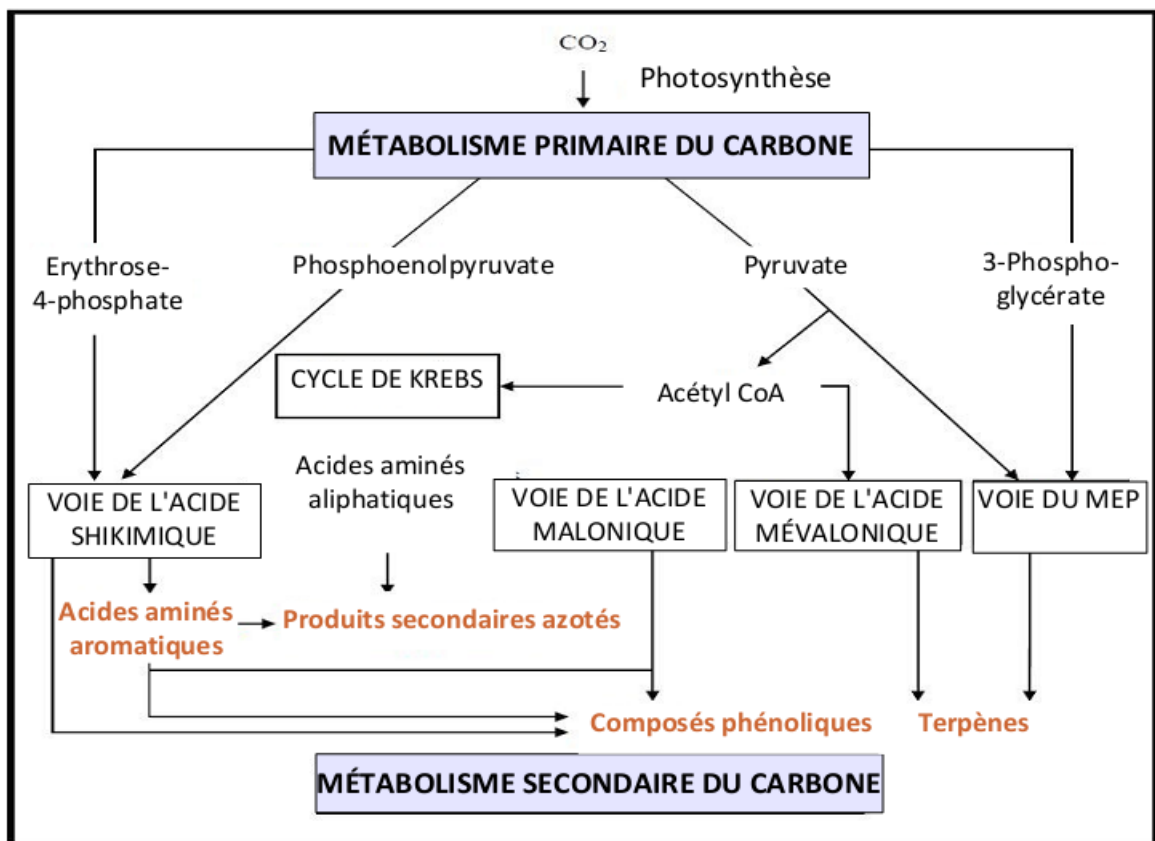 CO₂
Photosynthèse
MÉTABOLISME PRIMAIRE DU CARBONE
Erythrose-
4-phosphate
Phosphoenolpyruvate
Pyruvate
3-Phospho-
glycérate
CYCLE DE KREBS
Acétyl CoA
Acides aminés
aliphatiques
VOIE DE L'ACIDE
SHIKIMIQUE
VOIE DE L'ACIDE
MALONIQUE
VOIE DE L'ACIDE
MÉVALONIQUE
VOIE DU MEP
Acides aminés
aromatiques
Produits secondaires azotés
Composés phénoliques
Terpènes
MÉTABOLISME SECONDAIRE DU CARBONE